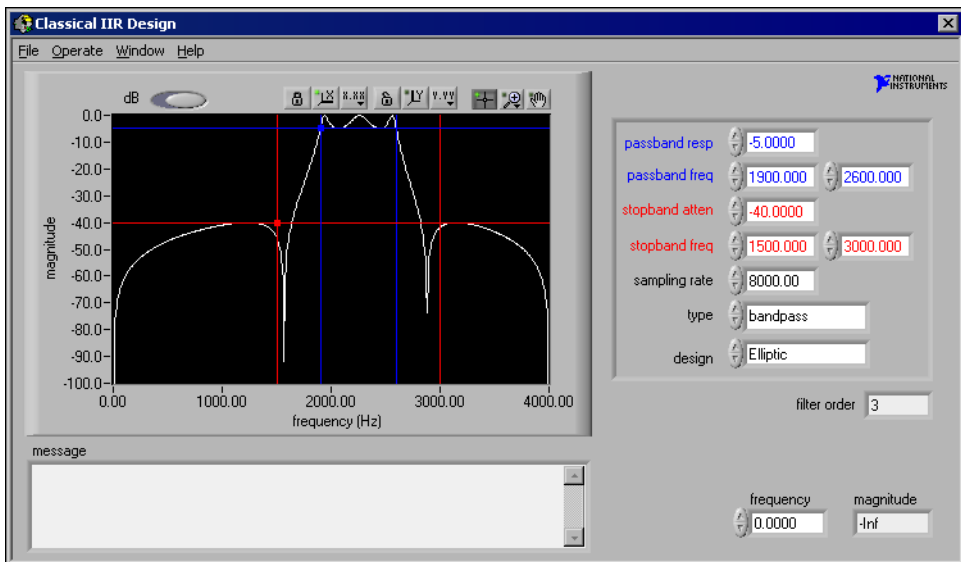 Classical IIR Design
File Operate Window Help
NATIONAL
INSTRUMENTS
dB
X X.XX Y Y.YY
0.0
-10.0
-20.0
-30.0
-40.0
-50.0
-60.0
-70.0
-80.0
-90.0
-100.0
magnitude
0.00 1000.00 2000.00 3000.00 4000.00
frequency (Hz)
passband resp -5.0000
passband freq 1900.000 2600.000
stopband atten -40.0000
stopband freq 1500.000 3000.000
sampling rate 8000.00
type bandpass
design Elliptic
filter order 3
message
frequency magnitude
0.0000 -Inf